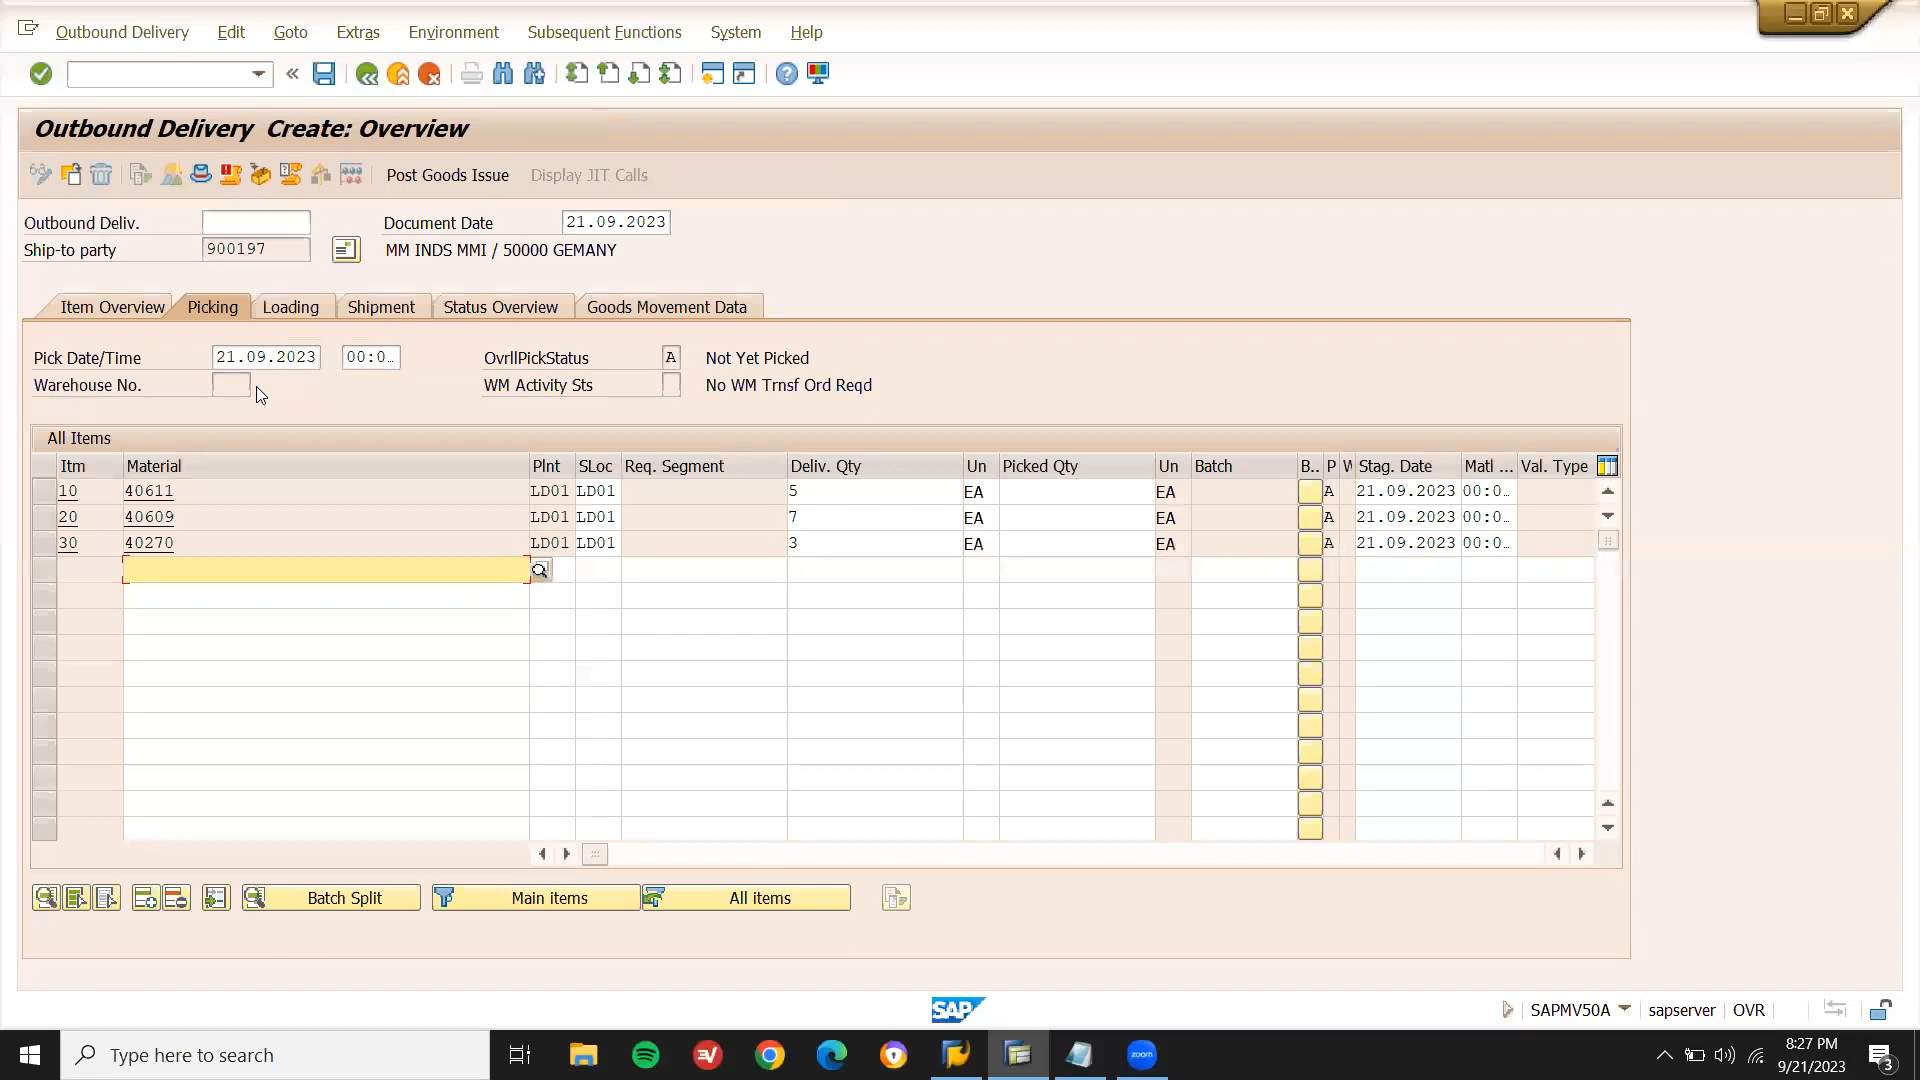 Outbound Delivery Edit Goto Extras Environment Subsequent Functions System Help
Outbound Delivery Create: Overview
Post Goods Issue Display JIT Calls
Outbound Deliv. Document Date 21.09.2023
Ship-to party 900197 MM INDS MMI / 50000 GEMANY
Item Overview Picking Loading Shipment Status Overview Goods Movement Data
Pick Date/Time 21.09.2023 00:0.. OvrllPickStatus A Not Yet Picked
Warehouse No. WM Activity Sts No WM Trnsf Ord Reqd
All Items
Itm Material Plnt SLoc Req. Segment Deliv. Qty Un Picked Qty Un Batch B.. P W Stag. Date Matl ... Val. Type
10 40611 LD01 LD01 5 EA EA A 21.09.2023 00:0..
20 40609 LD01 LD01 7 EA EA A 21.09.2023 00:0..
30 40270 LD01 LD01 3 EA EA A 21.09.2023 00:0..
Batch Split Main items All items
SAP SAPMV50A sapserver OVR
Type here to search EV zoom 8:27 PM
9/21/2023 3